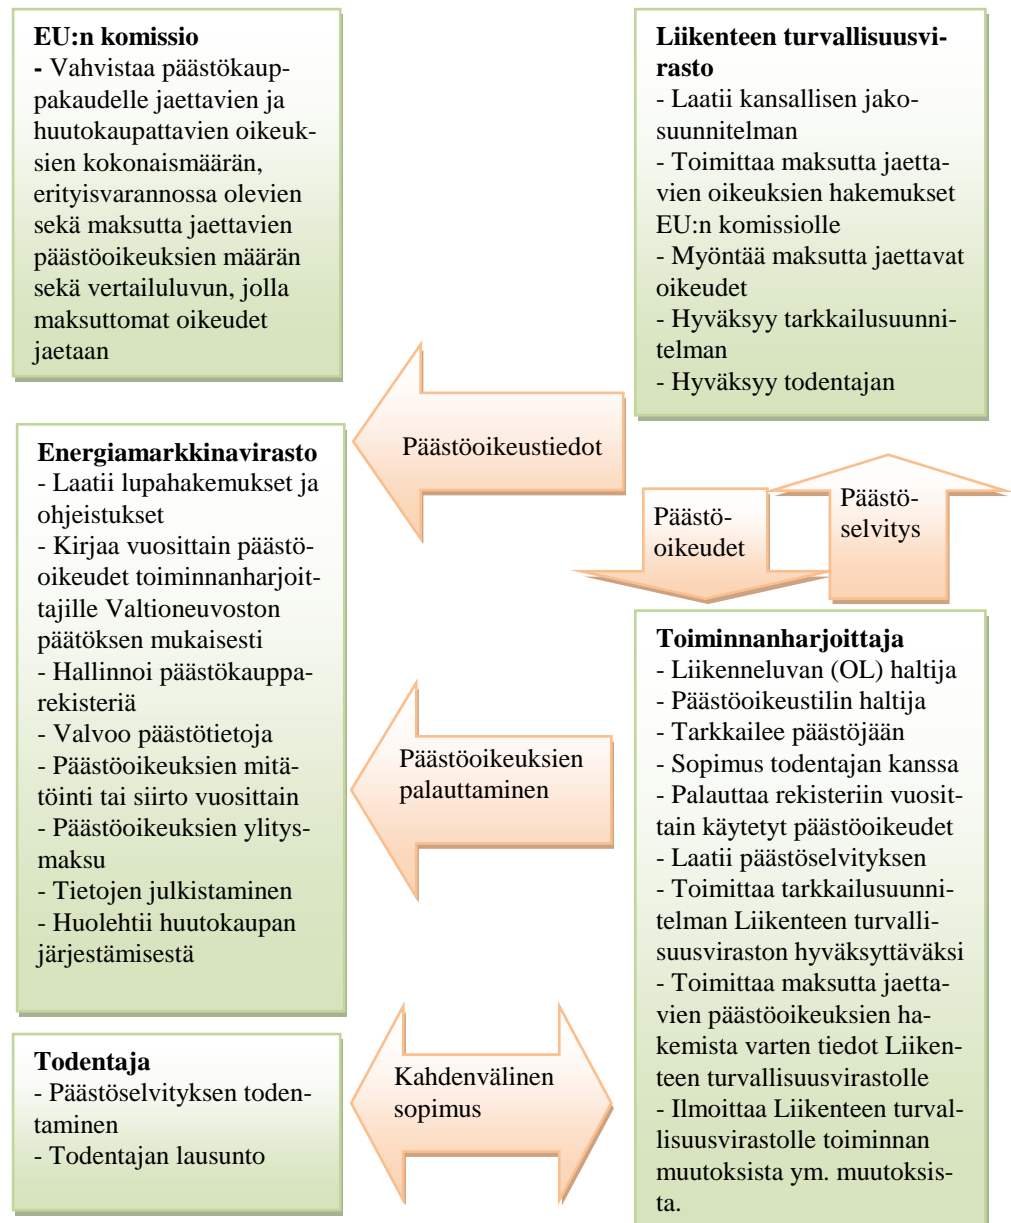 EU:n komissio
- Vahvistaa päästökaup-
pakaudelle jaettavien ja
huutokaupattavien oikeuk-
sien kokonaismäärän,
erityisvarannossa olevien
sekä maksutta jaettavien
päästöoikeuksien määrän
sekä vertailuluvun, jolla
maksuttomat oikeudet
jaetaan
Liikenteen turvallisuusvi-
rasto
- Laatii kansallisen jako-
suunnitelman
- Toimittaa maksutta jaetta-
vien oikeuksien hakemukset
EU:n komissiolle
- Myöntää maksutta jaettavat
oikeudet
- Hyväksyy tarkkailusuunni-
telman
- Hyväksyy todentajan
Päästöoikeustiedot
Päästö-
oikeudet
Päästö-
selvitys
Energiamarkkinavirasto
- Laatii lupahakemukset ja
ohjeistukset
- Kirjaa vuosittain päästö-
oikeudet toiminnanharjoit-
tajille Valtioneuvoston
päätöksen mukaisesti
- Hallinnoi päästökauppa-
rekisteriä
- Valvoo päästötietoja
- Päästöoikeuksien mitä-
töinti tai siirto vuosittain
- Päästöoikeuksien ylitys-
maksu
- Tietojen julkistaminen
- Huolehtii huutokaupan
järjestämisestä
Päästöoikeuksien
palauttaminen
Toiminnanharjoittaja
- Liikenneluvan (OL) haltija
- Päästöoikeustilin haltija
- Tarkkailee päästöjään
- Sopimus todentajan kanssa
- Palauttaa rekisteriin vuosit-
tain käytetyt päästöoikeudet
- Laatii päästöselvityksen
- Toimittaa tarkkailusuunni-
telman Liikenteen turvalli-
suusviraston hyväksyttäväksi
- Toimittaa maksutta jaetta-
vien päästöoikeuksien ha-
kemista varten tiedot Liiken-
teen turvallisuusvirastolle
- Ilmoittaa Liikenteen turval-
lisuusvirastolle toiminnan
muutoksista ym. muutoksis-
ta.
Todentaja
- Päästöselvityksen toden-
taminen
- Todentajan lausunto
Kahdenvälinen
sopimus